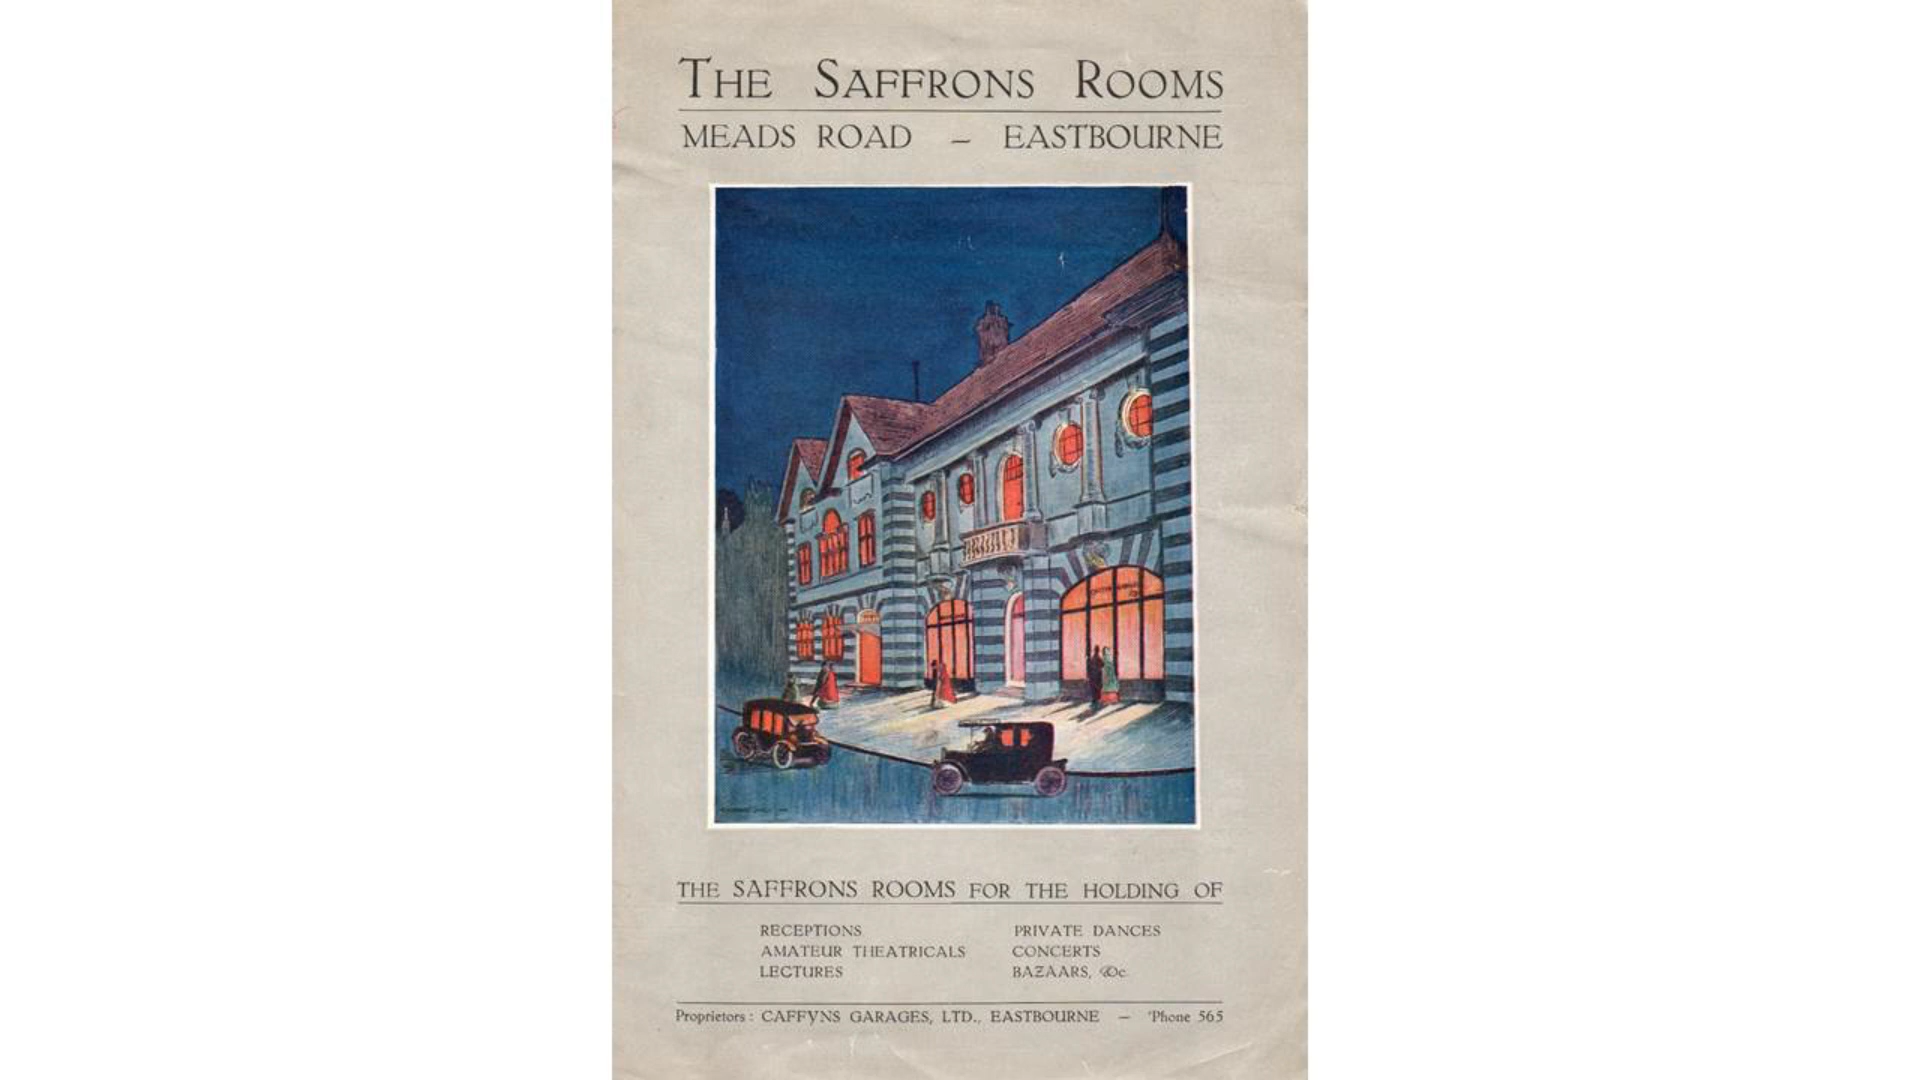 THE SAFFRONS ROOMS
MEADS ROAD – EASTBOURNE
THE SAFFRONS ROOMS FOR THE HOLDING OF
RECEPTIONS
AMATEUR THEATRICALS
LECTURES
PRIVATE DANCES
CONCERTS
BAZAARS, &c.
Proprietors: CAFFYNS GARAGES, LTD., EASTBOURNE – 'Phone 565